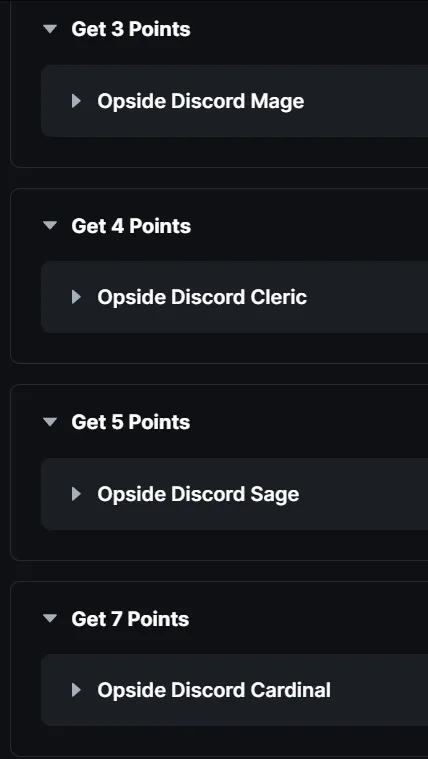 Get 3 Points
Opside Discord Mage
Get 4 Points
Opside Discord Cleric
Get 5 Points
Opside Discord Sage
Get 7 Points
Opside Discord Cardinal